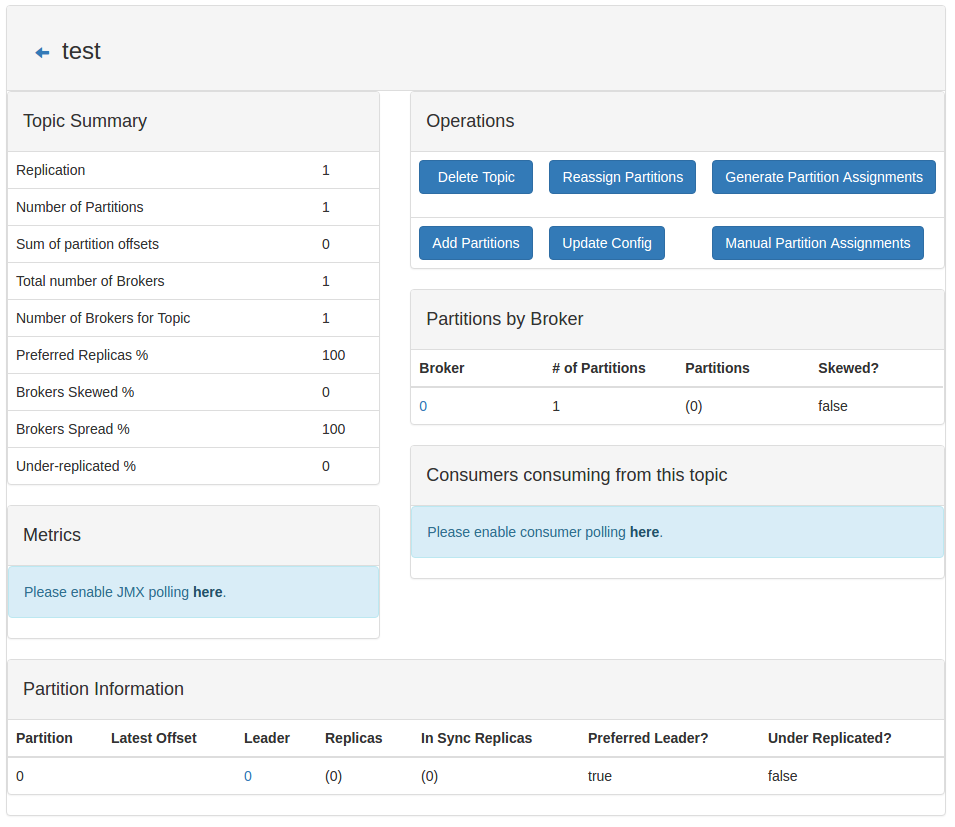 test
Topic Summary
Replication 1
Number of Partitions 1
Sum of partition offsets 0
Total number of Brokers 1
Number of Brokers for Topic 1
Preferred Replicas % 100
Brokers Skewed % 0
Brokers Spread % 100
Under-replicated % 0
Metrics
Please enable JMX polling here.
Operations
Delete Topic Reassign Partitions Generate Partition Assignments
Add Partitions Update Config Manual Partition Assignments
Partitions by Broker
Broker # of Partitions Partitions Skewed?
0 1 (0) false
Consumers consuming from this topic
Please enable consumer polling here.
Partition Information
Partition Latest Offset Leader Replicas In Sync Replicas Preferred Leader? Under Replicated?
0 0 (0) (0) true false